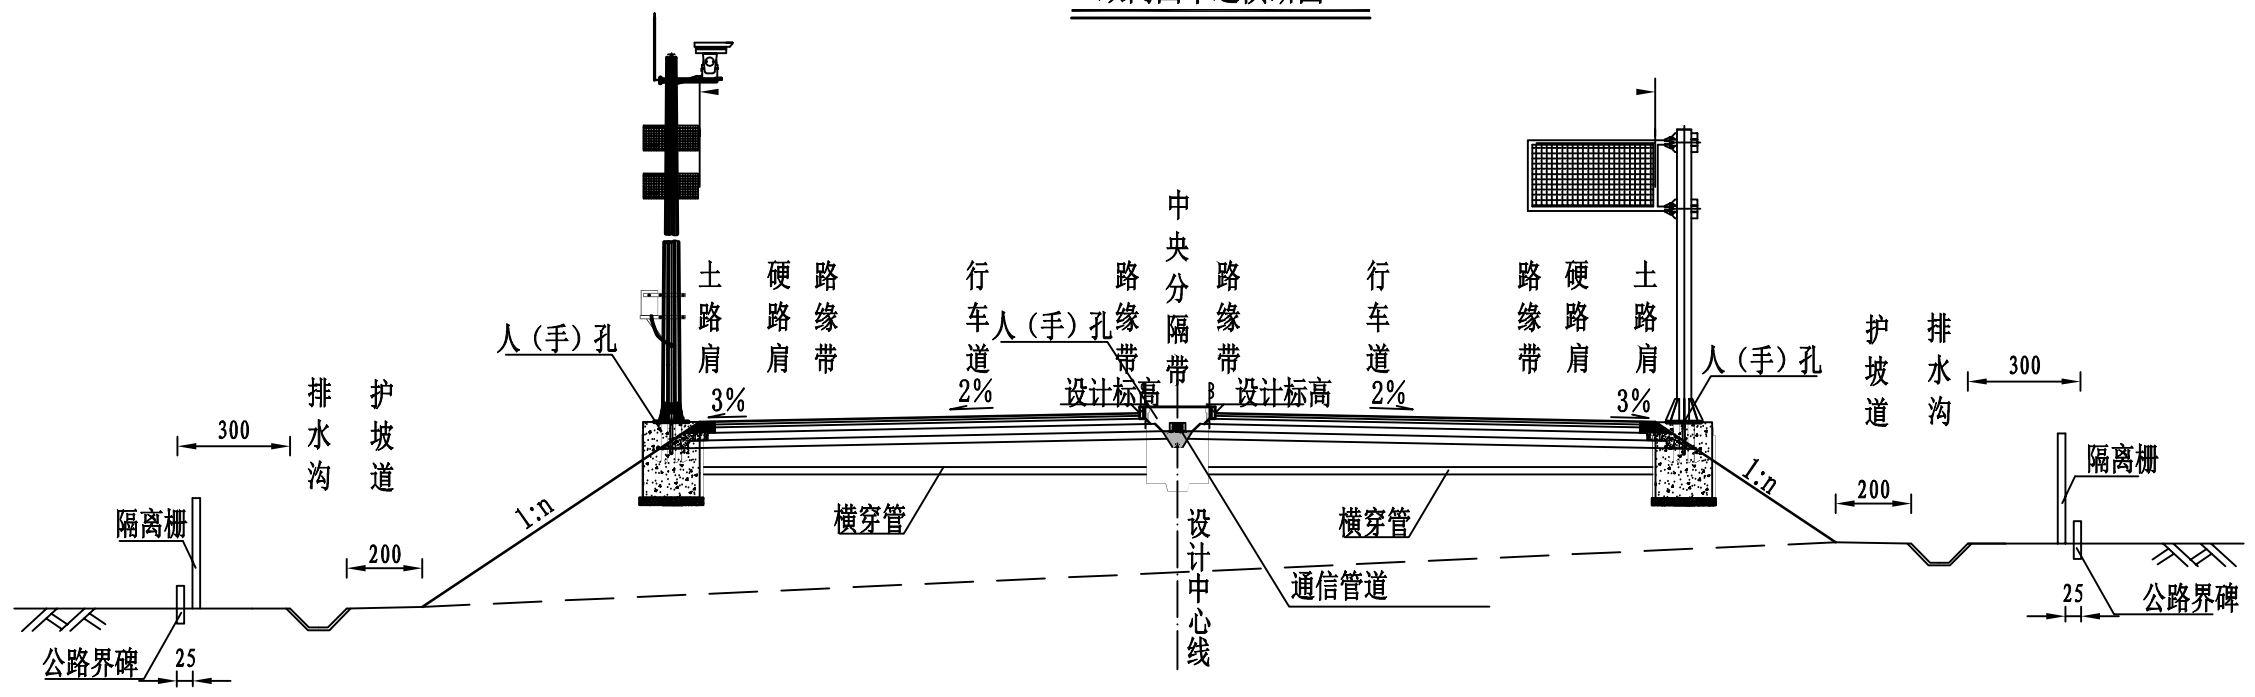 中央分隔带
土路肩
硬路肩
路缘带
行车道
路缘带
路缘带
行车道
路缘带
硬路肩
土路肩
护坡道
排水沟
人（手）孔
人（手）孔
人（手）孔
300
排水沟
护坡道
3%
2%
设计标高
B
设计标高
2%
3%
300
1:n
1:n
200
隔离栅
隔离栅
横穿管
横穿管
设计中心线
200
通信管道
25
公路界碑
公路界碑
25